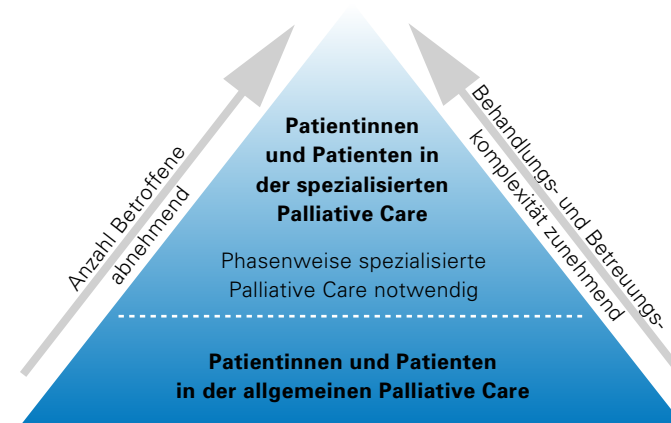 Anzahl Betroffene
abnehmend
Behandlungs- und Betreuungs-
komplexität zunehmend
Patientinnen
und Patienten in
der spezialisierten
Palliative Care
Phasenweise spezialisierte
Palliative Care notwendig
Patientinnen und Patienten
in der allgemeinen Palliative Care